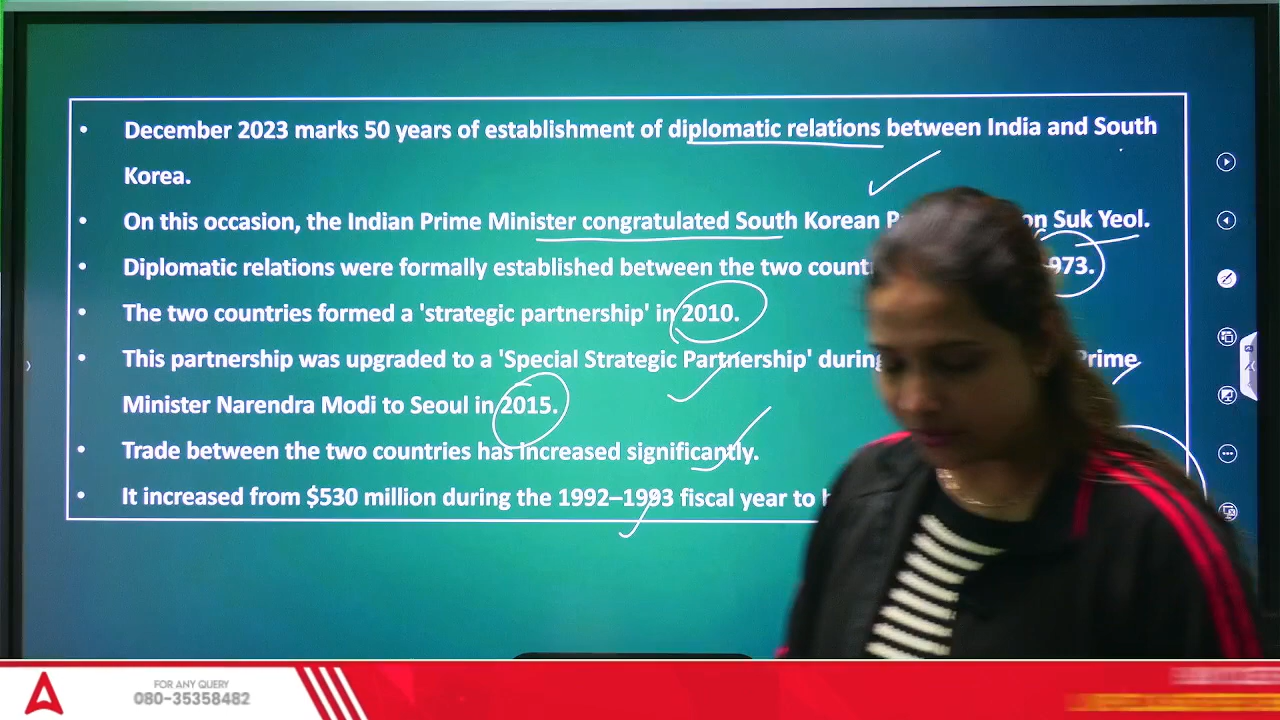 • December 2023 marks 50 years of establishment of diplomatic relations between India and South
Korea.
• On this occasion, the Indian Prime Minister congratulated South Korean Suk Yeol.
• Diplomatic relations were formally established between the two 973.
• The two countries formed a 'strategic partnership' in 2010.
• This partnership was upgraded to a 'Special Strategic Partnership' during Prime
Minister Narendra Modi to Seoul in 2015.
• Trade between the two countries has increased significantly.
• It increased from $530 million during the 1992–1993 fiscal year to
FOR ANY QUERY
080-35358482